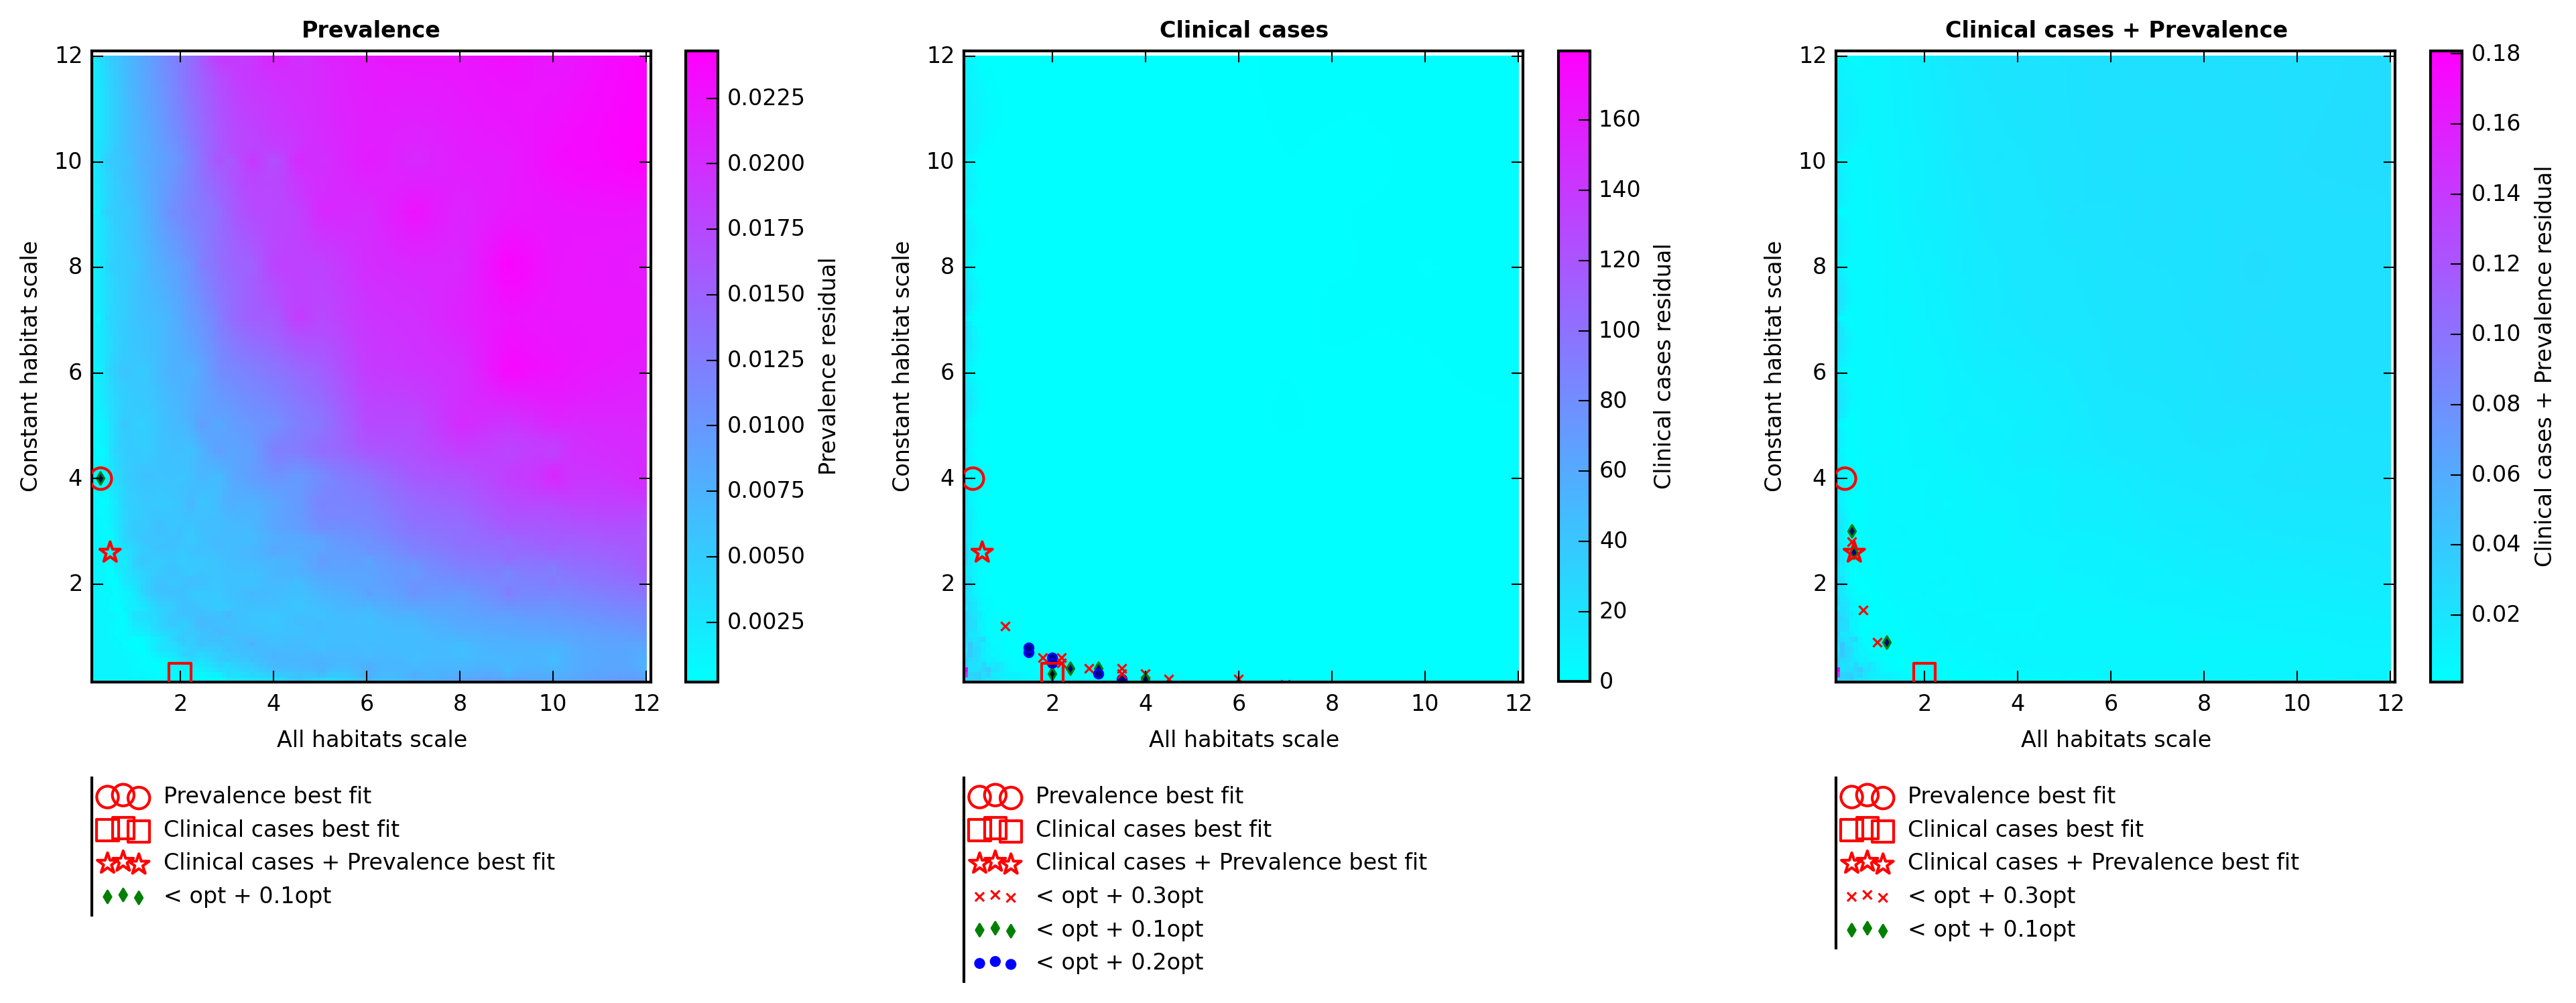 Prevalence
12
10
8
6
4
2
2 4 6 8 10 12
Constant habitat scale
All habitats scale
0.0225
0.0200
0.0175
0.0150
0.0125
0.0100
0.0075
0.0050
0.0025
Prevalence residual
Prevalence best fit
Clinical cases best fit
Clinical cases + Prevalence best fit
< opt + 0.1opt
Clinical cases
12
10
8
6
4
2
2 4 6 8 10 12
Constant habitat scale
All habitats scale
160
140
120
100
80
60
40
20
0
Clinical cases residual
Prevalence best fit
Clinical cases best fit
Clinical cases + Prevalence best fit
< opt + 0.3opt
< opt + 0.1opt
< opt + 0.2opt
Clinical cases + Prevalence
12
10
8
6
4
2
2 4 6 8 10 12
Constant habitat scale
All habitats scale
0.18
0.16
0.14
0.12
0.10
0.08
0.06
0.04
0.02
Clinical cases + Prevalence residual
Prevalence best fit
Clinical cases best fit
Clinical cases + Prevalence best fit
< opt + 0.3opt
< opt + 0.1opt